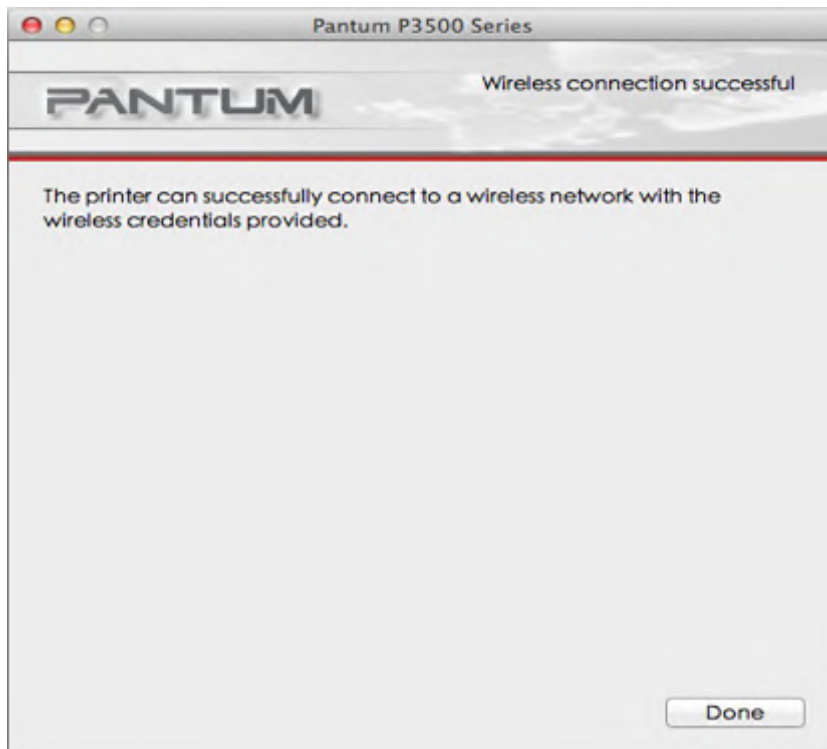 Pantum P3500 Series
PANTUM
Wireless connection successful
The printer can successfully connect to a wireless network with the
wireless credentials provided.
Done